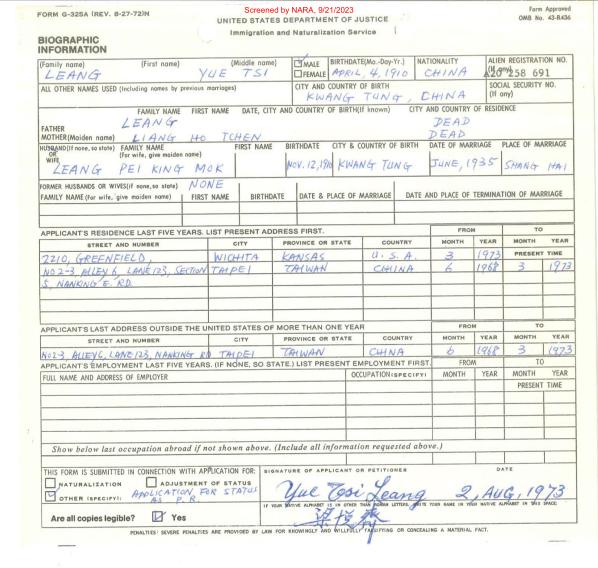 FORM G-325A (REV. 8-27-72)N
Screened by NARA, 9/21/2023
Form Approved
OMB No. 43-R436
UNITED STATES DEPARTMENT OF JUSTICE
Immigration and Naturalization Service
BIOGRAPHIC
INFORMATION
(Family name) (First name) (Middle name) MALE FEMALE BIRTHDATE(Mo.-Day-Yr.) NATIONALITY ALIEN REGISTRATION NO. (If any)
LEANG YUE TSI APRIL, 4, 1910 CHINA A20 258 691
ALL OTHER NAMES USED (Including names by previous marriages) CITY AND COUNTRY OF BIRTH SOCIAL SECURITY NO. (If any)
KWANG TUNG, CHINA
FAMILY NAME FIRST NAME DATE, CITY AND COUNTRY OF BIRTH(If known) CITY AND COUNTRY OF RESIDENCE
FATHER LEANG DEAD
MOTHER(Maiden name) LIANG HO TCHEN DEAD
HUSBAND(If none, so state) OR WIFE FAMILY NAME (For wife, give maiden name) FIRST NAME BIRTHDATE CITY & COUNTRY OF BIRTH DATE OF MARRIAGE PLACE OF MARRIAGE
LEANG PEI KING MOK NOV. 12, 1910 KWANG TUNG JUNE, 1935 SHANG HAI
FORMER HUSBANDS OR WIVES(if none, so state) NONE
FAMILY NAME (For wife, give maiden name) FIRST NAME BIRTHDATE DATE & PLACE OF MARRIAGE DATE AND PLACE OF TERMINATION OF MARRIAGE
APPLICANT'S RESIDENCE LAST FIVE YEARS. LIST PRESENT ADDRESS FIRST. FROM TO
STREET AND NUMBER CITY PROVINCE OR STATE COUNTRY MONTH YEAR MONTH YEAR
2210, GREENFIELD, WICHITA KANSAS U.S.A. 3 1973 PRESENT TIME
NO 2-3, ALLEY 6, LANE 123, SECTION TAIPEI TAIWAN CHINA 6 1968 3 1973
5, NANKING E. RD.
APPLICANT'S LAST ADDRESS OUTSIDE THE UNITED STATES OF MORE THAN ONE YEAR FROM TO
STREET AND NUMBER CITY PROVINCE OR STATE COUNTRY MONTH YEAR MONTH YEAR
NO 2-3, ALLEY 6, LANE 123, NANKING RD TAIPEI TAIWAN CHINA 6 1968 3 1973
APPLICANT'S EMPLOYMENT LAST FIVE YEARS. (IF NONE, SO STATE.) LIST PRESENT EMPLOYMENT FIRST. FROM TO
FULL NAME AND ADDRESS OF EMPLOYER OCCUPATION(SPECIFY) MONTH YEAR MONTH YEAR
PRESENT TIME
Show below last occupation abroad if not shown above. (Include all information requested above.)
THIS FORM IS SUBMITTED IN CONNECTION WITH APPLICATION FOR: SIGNATURE OF APPLICANT OR PETITIONER DATE
NATURALIZATION ADJUSTMENT OF STATUS
OTHER (SPECIFY): APPLICATION FOR STATUS AS P.R.
Yue Tsi Leang 2, AUG, 1973
IF YOUR NATIVE ALPHABET IS IN OTHER THAN ROMAN LETTERS, WRITE YOUR NAME IN YOUR NATIVE ALPHABET IN THIS SPACE:
Are all copies legible? Yes
PENALTIES: SEVERE PENALTIES ARE PROVIDED BY LAW FOR KNOWINGLY AND WILLFULLY FALSIFYING OR CONCEALING A MATERIAL FACT.